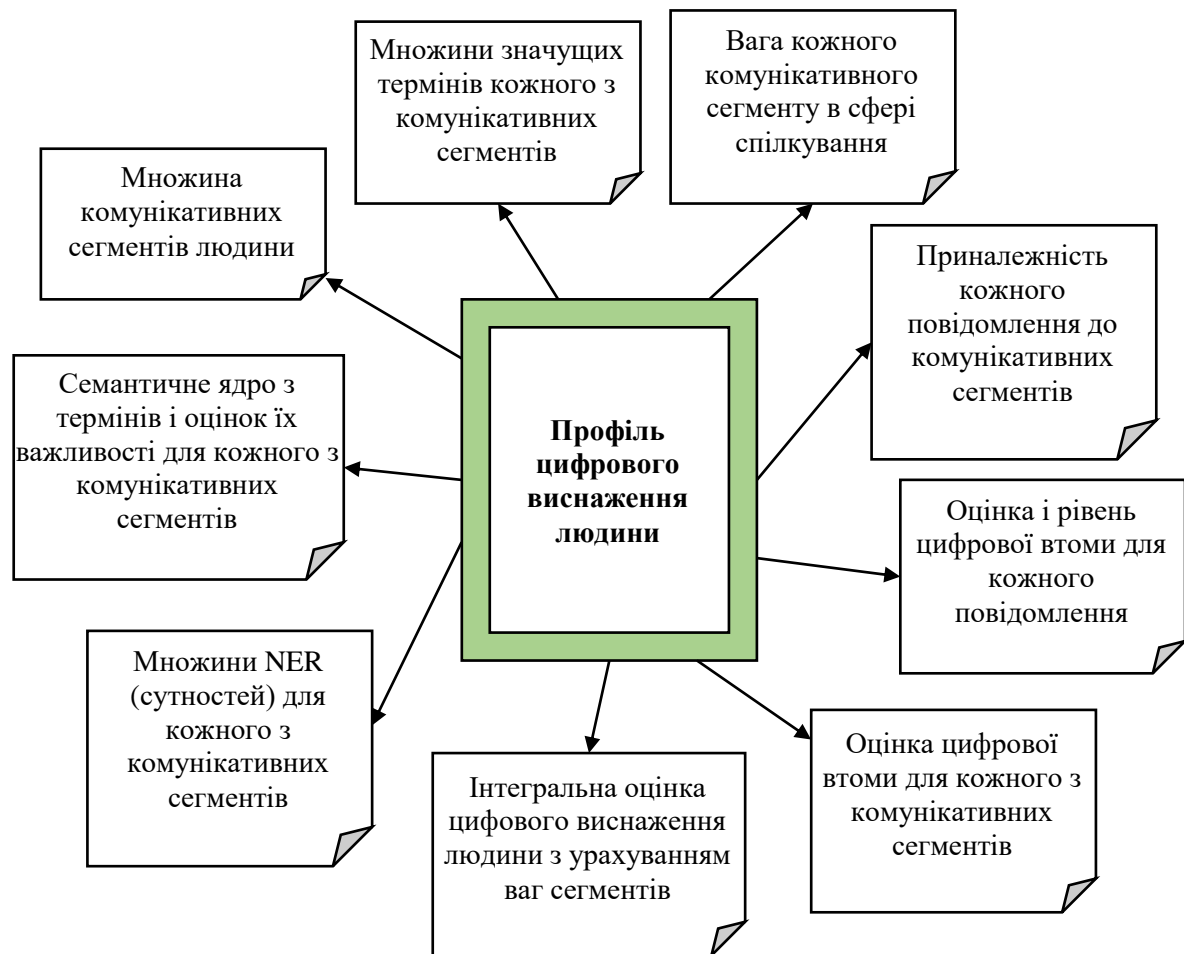 Множини значущих
термінів кожного з
комунікативних
сегментів
Вага кожного
комунікативного
сегменту в сфері
спілкування
Множина
комунікативних
сегментів людини
Приналежність
кожного
повідомлення до
комунікативних
сегментів
Семантичне ядро з
термінів і оцінок їх
важливості для кожного з
комунікативних
сегментів
Профіль
цифрового
виснаження
людини
Оцінка і рівень
цифрової втоми для
кожного
повідомлення
Множини NER
(сутностей) для
кожного з
комунікативних
сегментів
Інтегральна оцінка
цифового виснаження
людини з урахуванням
ваг сегментів
Оцінка цифрової
втоми для кожного з
комунікативних
сегментів